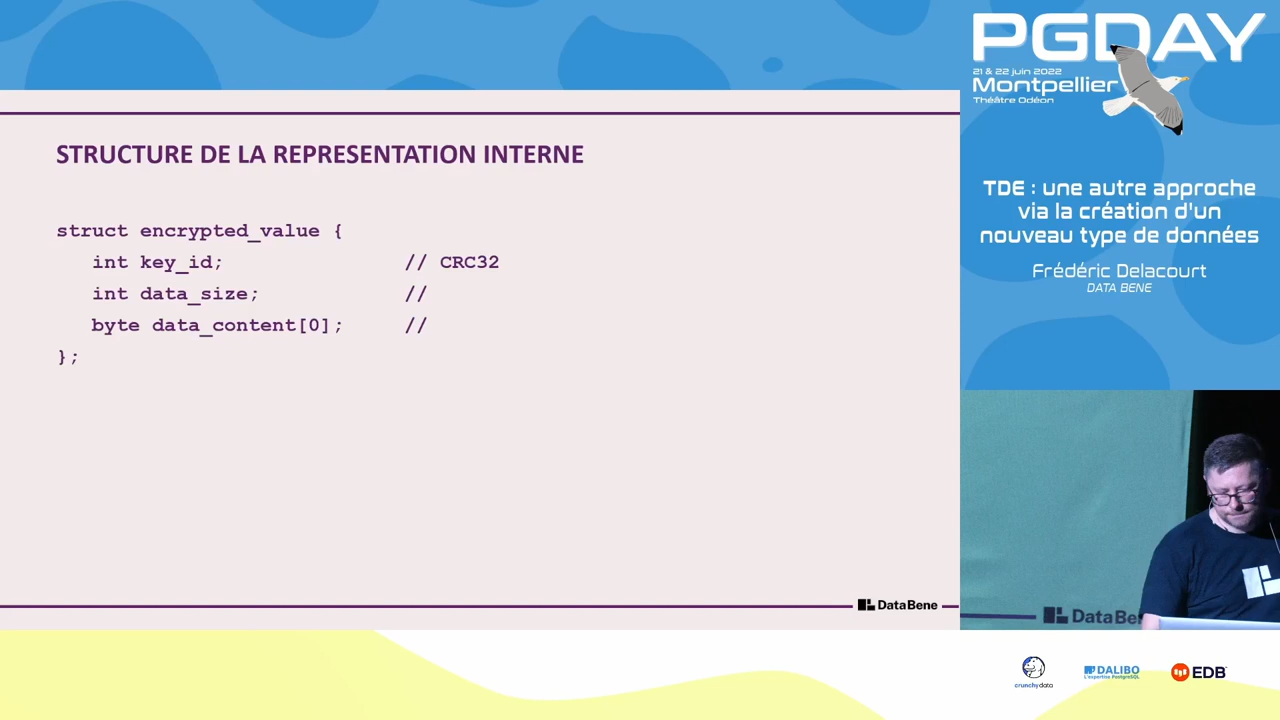 STRUCTURE DE LA REPRESENTATION INTERNE
struct encrypted_value {
int key_id; // CRC32
int data_size; //
byte data_content[0]; //
};
DataBene
PGDAY
21 & 22 juin 2022
Montpellier
Théâtre Odéon
TDE : une autre approche
via la création d'un
nouveau type de données
Frédéric Delacourt
DATA BENE
DataBe
crunchydata
DALIBO
L'expertise PostgreSQL
EDB